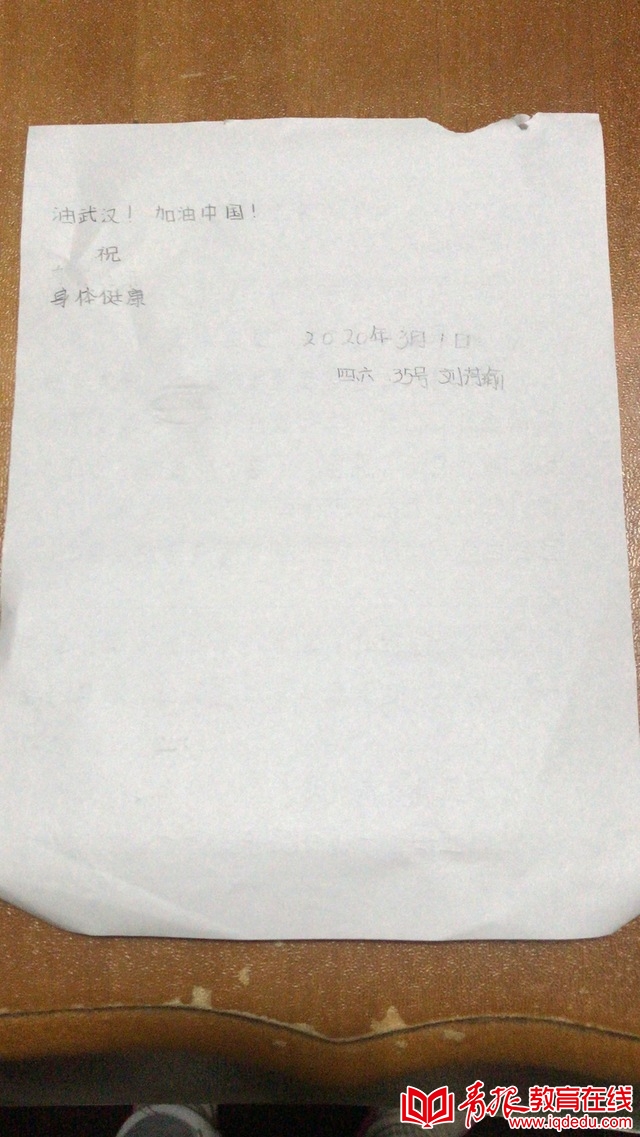 油武汉！加油中国！
祝
身体健康
2020年3月1日
四六 35号 刘
青报教育在线
www.iqdedu.com